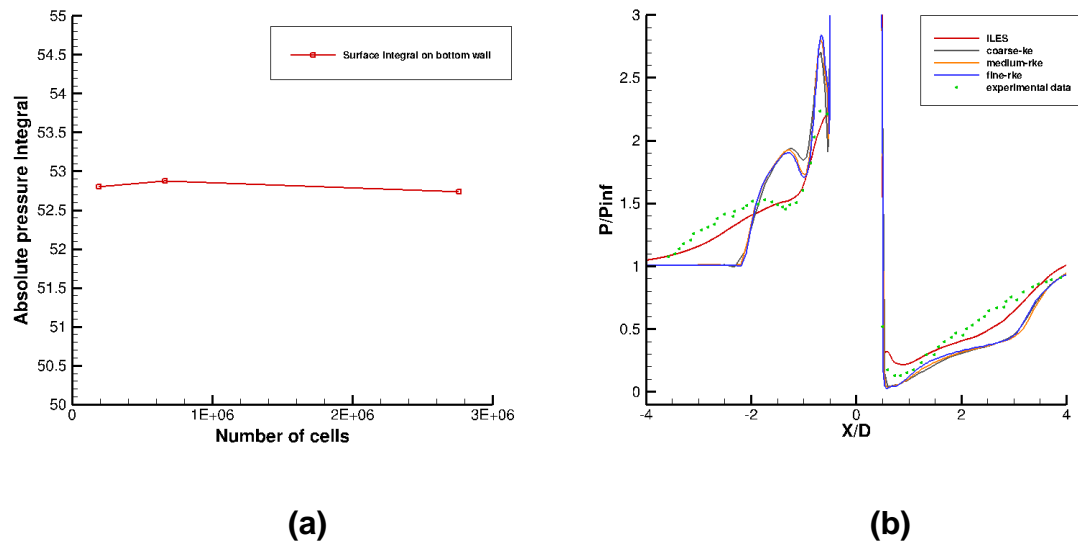 55
54.5
54
53.5
53
52.5
52
51.5
51
50.5
50
0
1E+06
2E+06
3E+06
Absolute pressure Integral
Number of cells
Surface Integral on bottom wall
(a)
3
2.5
2
1.5
1
0.5
0
-4
-2
0
2
4
P/Pinf
X/D
ILES
coarse-ke
medium-rke
fine-rke
experimental data
(b)